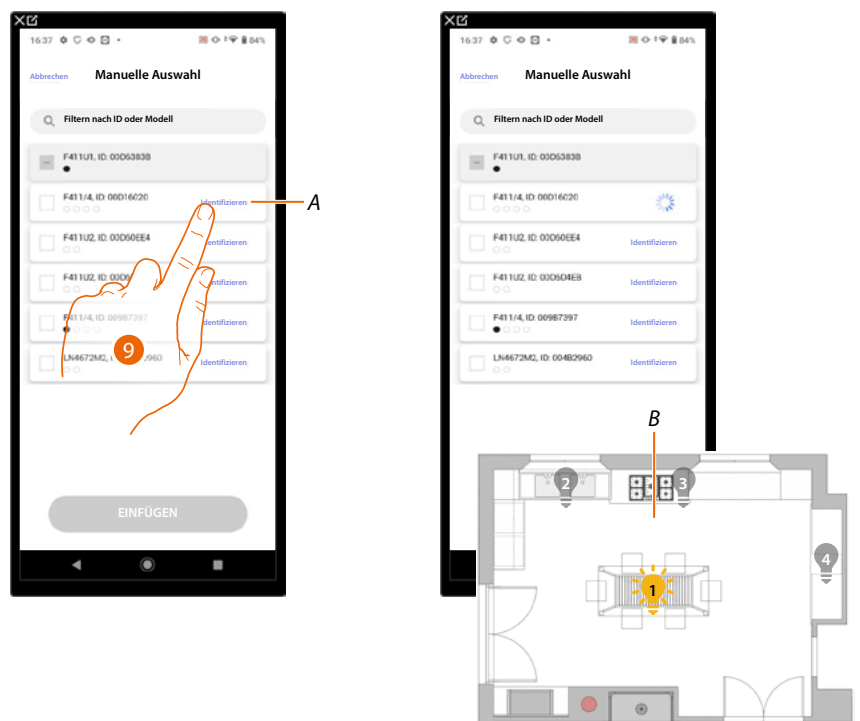 16:37
84%
Abbrechen
Manuelle Auswahl
Filtern nach ID oder Modell
F411U1, ID: 00D6383B
F411/4, ID: 00D16020
Identifizieren
A
F411U2, ID: 00D60EE4
Identifizieren
F411U2, ID: 00D6
Identifizieren
F411/4, ID: 009B7397
Identifizieren
9
LN4672M2, 2960
Identifizieren
EINFÜGEN
16:37
84%
Abbrechen
Manuelle Auswahl
Filtern nach ID oder Modell
F411U1, ID: 00D6383B
F411/4, ID: 00D16020
F411U2, ID: 00D60EE4
Identifizieren
F411U2, ID: 00D6D4EB
Identifizieren
F411/4, ID: 009B7397
Identifizieren
LN4672M2, ID: 004B2960
Identifizieren
B
2
3
4
1